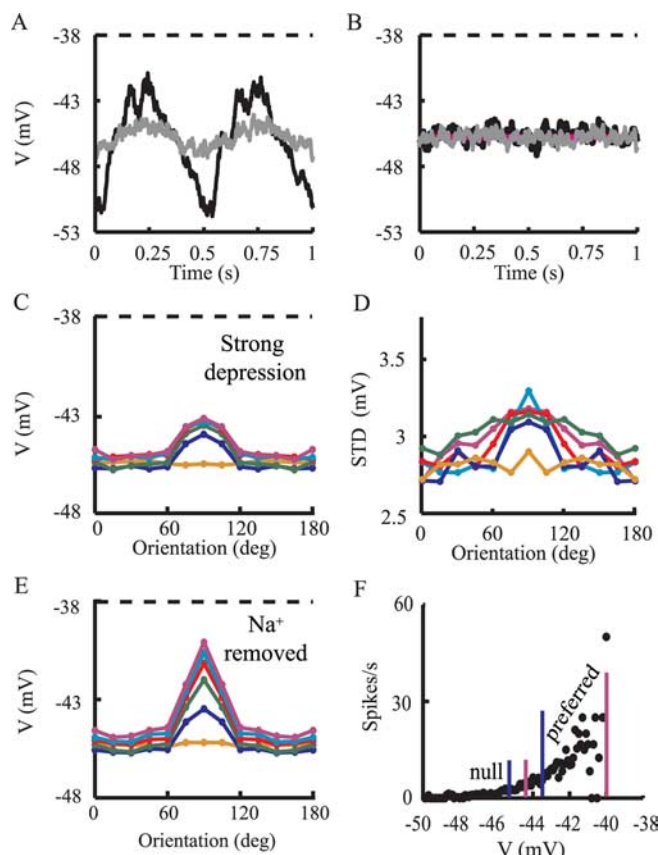 A
-38
-43
-48
-53
V (mV)
0
0.25
0.5
0.75
1
Time (s)
B
-38
-43
-48
-53
V (mV)
0
0.25
0.5
0.75
1
Time (s)
C
-38
-43
-48
V (mV)
Strong
depression
0
60
120
180
Orientation (deg)
D
3.5
3
2.5
STD (mV)
0
60
120
180
Orientation (deg)
E
-38
-43
-48
V (mV)
Na+
removed
0
60
120
180
Orientation (deg)
F
60
30
0
Spikes/s
null
preferred
-50
-48
-46
-44
-42
-40
-38
V (mV)